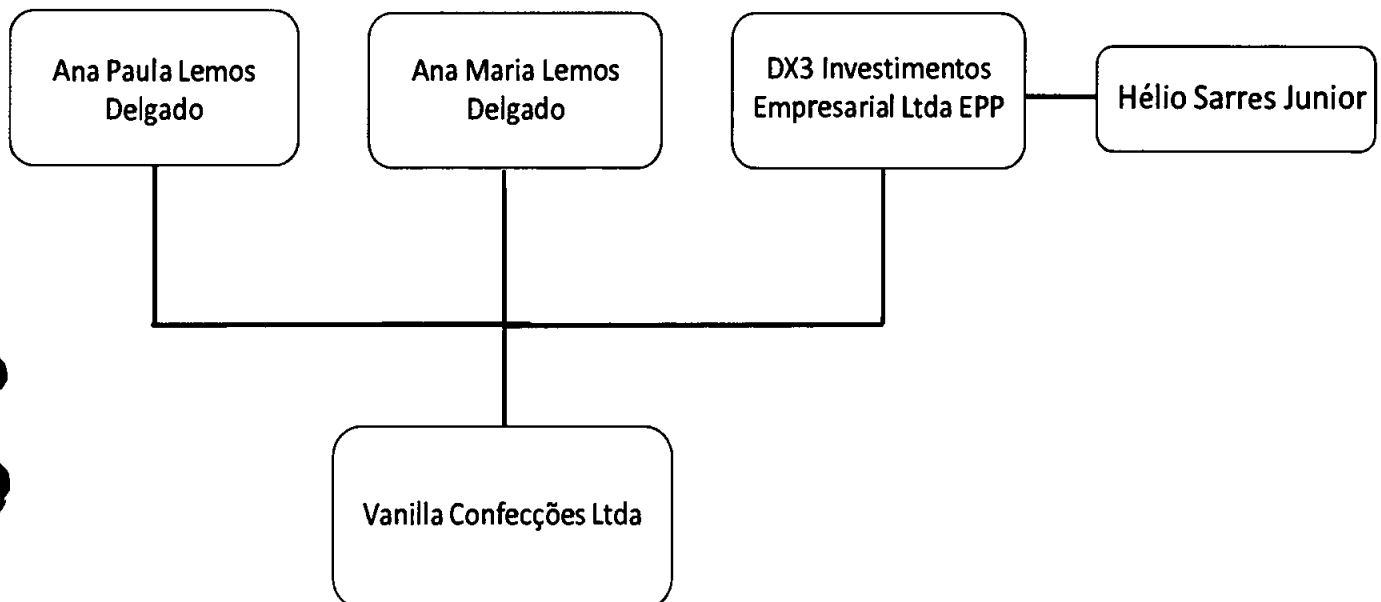 Ana Paula Lemos
Delgado
Ana Maria Lemos
Delgado
DX3 Investimentos
Empresarial Ltda EPP
Hélio Sarres Junior
Vanilla Confecções Ltda